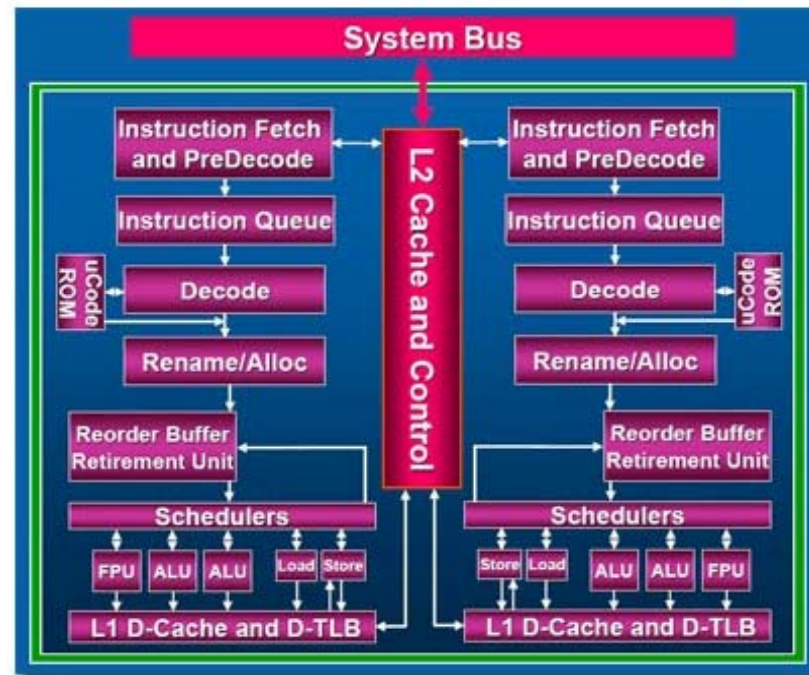 System Bus
Instruction Fetch
and PreDecode
Instruction Queue
uCode
ROM
Decode
Rename/Alloc
Reorder Buffer
Retirement Unit
Schedulers
FPU
ALU
ALU
Load
Store
L1 D-Cache and D-TLB
L2 Cache and Control
Instruction Fetch
and PreDecode
Instruction Queue
Decode
uCode
ROM
Rename/Alloc
Reorder Buffer
Retirement Unit
Schedulers
Store
Load
ALU
ALU
FPU
L1 D-Cache and D-TLB